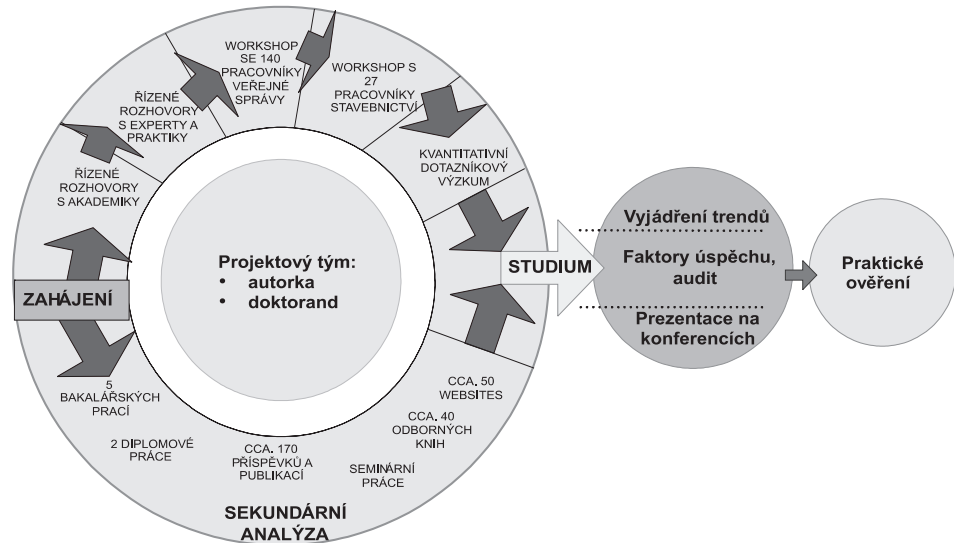 WORKSHOP
SE 140
PRACOVNÍKY
VEŘEJNÉ
SPRÁVY
WORKSHOP S
27
PRACOVNÍKY
STAVEBNICTVÍ
ŘÍZENÉ
ROZHOVORY
S EXPERTY A
PRAKTIKY
KVANTITATIVNÍ
DOTAZNÍKOVÝ
VÝZKUM
ŘÍZENÉ
ROZHOVORY
S AKADEMIKY
ZAHÁJENÍ
Projektový tým:
• autorka
• doktorand
STUDIUM
Vyjádření trendů
Faktory úspěchu,
audit
Prezentace na
konferencích
Praktické
ověření
5
BAKALÁŘSKÝCH
PRACÍ
2 DIPLOMOVÉ
PRÁCE
CCA. 170
PŘÍSPĚVKŮ A
PUBLIKACÍ
SEMINÁRNÍ
PRÁCE
CCA. 40
ODBORNÝCH
KNIH
CCA. 50
WEBSITES
SEKUNDÁRNÍ
ANALÝZA